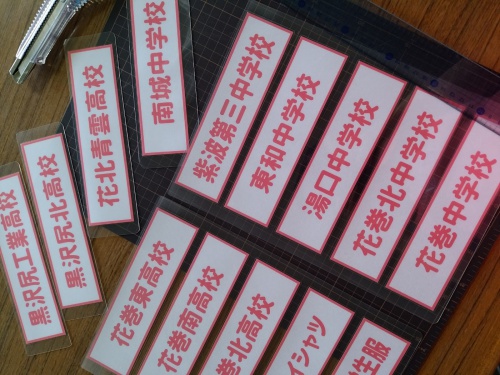 黒沢尻工業高校
黒沢尻北高校
花北青雲高校
南城中学校
紫波第三中学校
東和中学校
湯口中学校
花巻北中学校
花巻中学校
花巻東高校
花巻南高校
巻北高校
イシャツ
生服